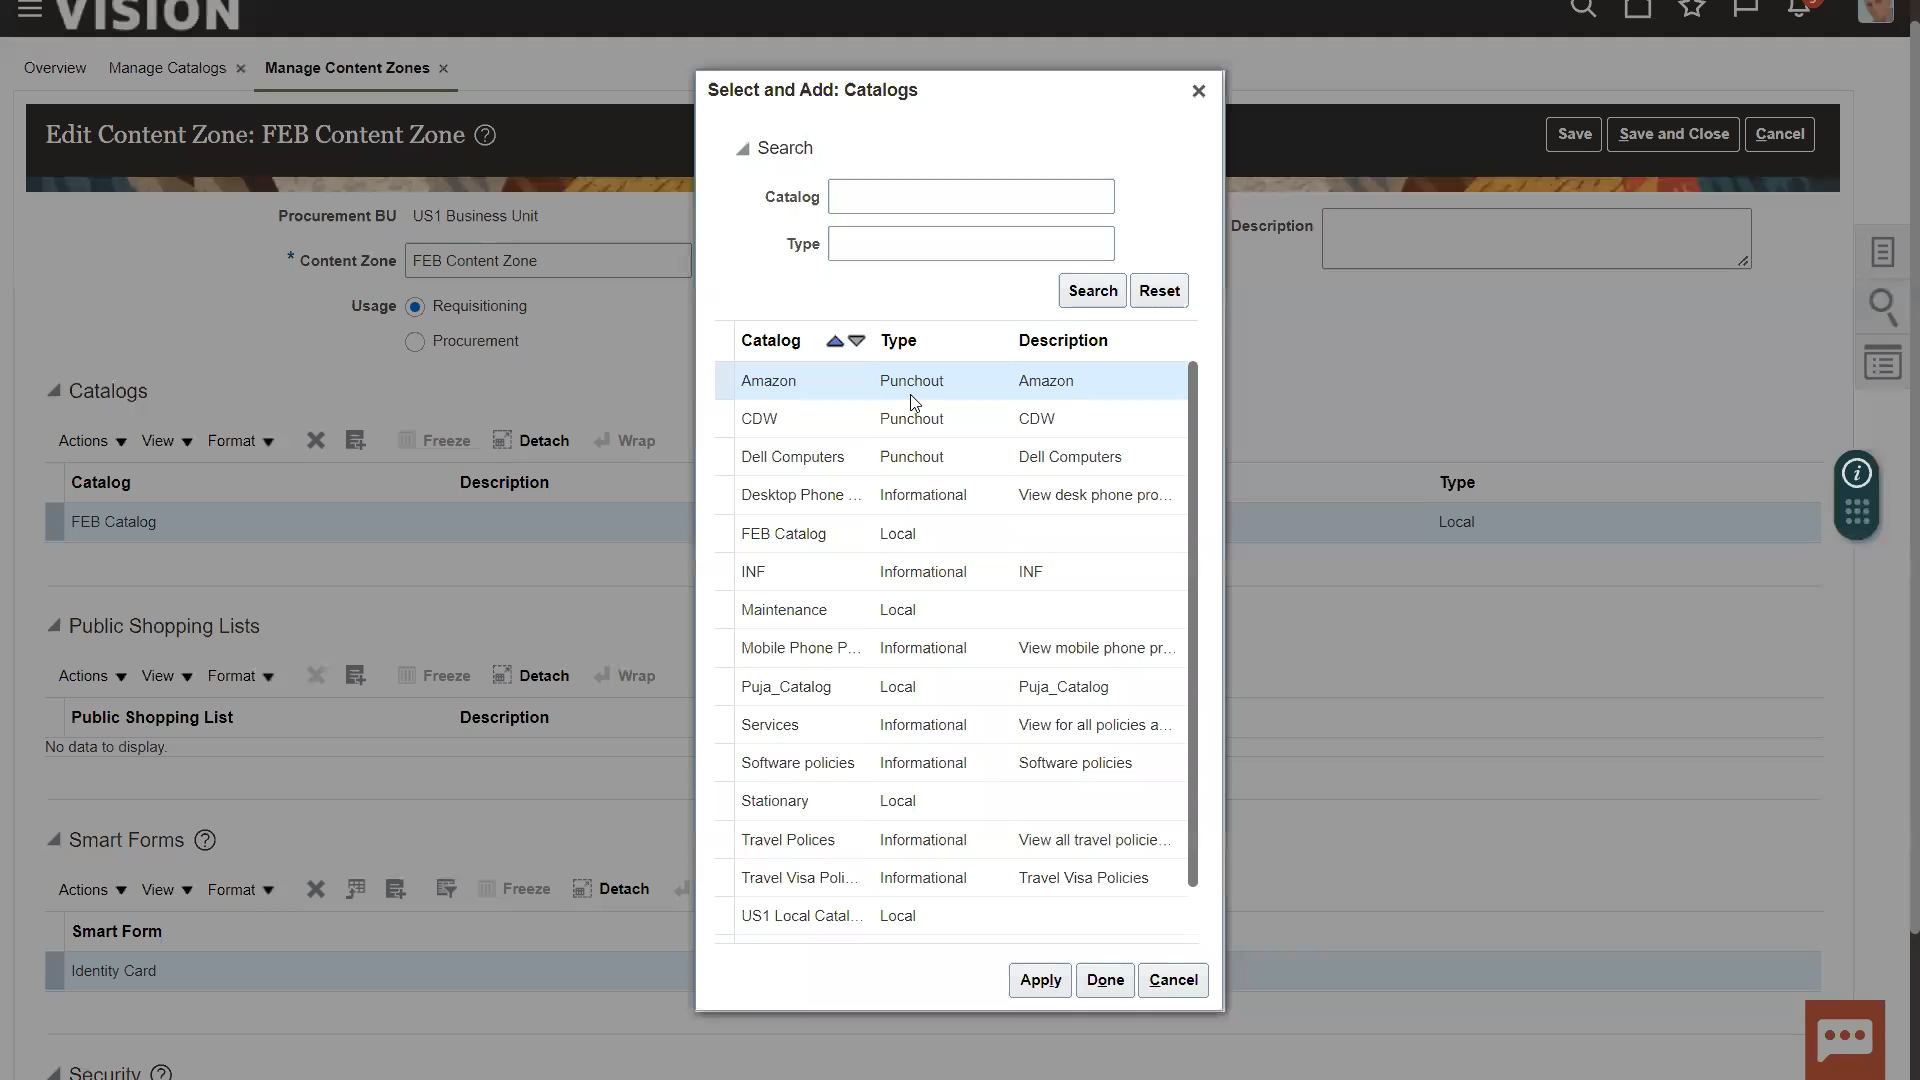 VISION
Overview Manage Catalogs Manage Content Zones
Edit Content Zone: FEB Content Zone
Save Save and Close Cancel
Procurement BU US1 Business Unit
* Content Zone FEB Content Zone
Usage Requisitioning
Procurement
Description
Catalogs
Actions View Format Freeze Detach Wrap
Catalog Description Type
FEB Catalog Local
Public Shopping Lists
Actions View Format Freeze Detach Wrap
Public Shopping List Description
No data to display.
Smart Forms
Actions View Format Freeze Detach
Smart Form
Identity Card
Security
Select and Add: Catalogs
Search
Catalog
Type
Search Reset
Catalog Type Description
Amazon Punchout Amazon
CDW Punchout CDW
Dell Computers Punchout Dell Computers
Desktop Phone ... Informational View desk phone pro...
FEB Catalog Local
INF Informational INF
Maintenance Local
Mobile Phone P... Informational View mobile phone pr...
Puja_Catalog Local Puja_Catalog
Services Informational View for all policies a...
Software policies Informational Software policies
Stationary Local
Travel Polices Informational View all travel policie...
Travel Visa Poli... Informational Travel Visa Policies
US1 Local Catal... Local
Apply Done Cancel